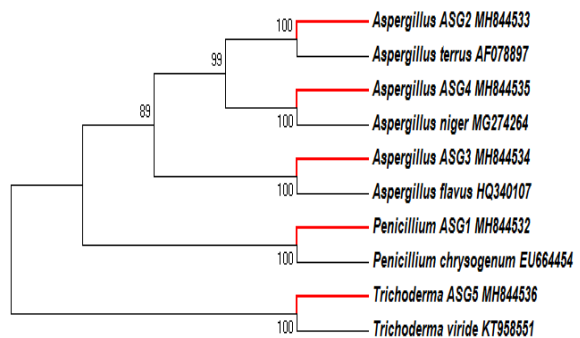 100
Aspergillus ASG2 MH844533
Aspergillus terrus AF078897
99
Aspergillus ASG4 MH844535
100
Aspergillus niger MG274264
89
Aspergillus ASG3 MH844534
100
Aspergillus flavus HQ340107
Penicillium ASG1 MH844532
100
Penicillium chrysogenum EU664454
Trichoderma ASG5 MH844536
100
Trichoderma viride KT958551